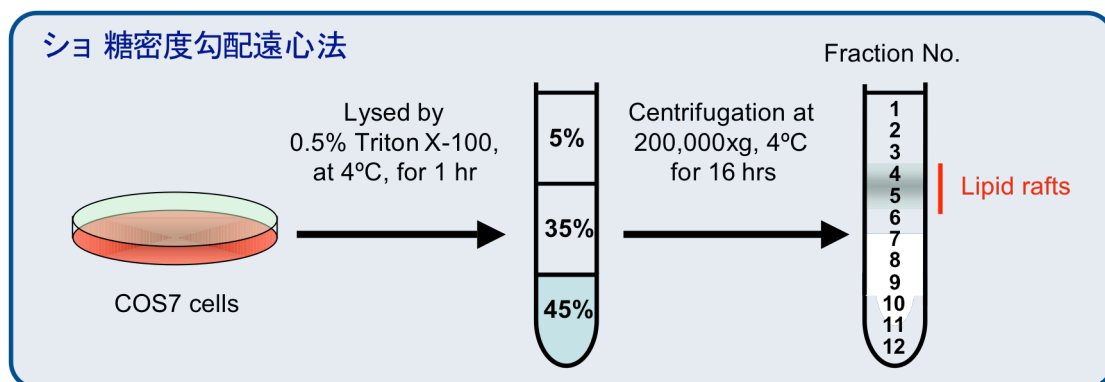 ショ 糖密度勾配遠心法
Lysed by
0.5% Triton X-100,
at 4ºC, for 1 hr
COS7 cells
5%
35%
45%
Centrifugation at
200,000xg, 4ºC
for 16 hrs
Fraction No.
1
2
3
4
5
6
7
8
9
10
11
12
Lipid rafts